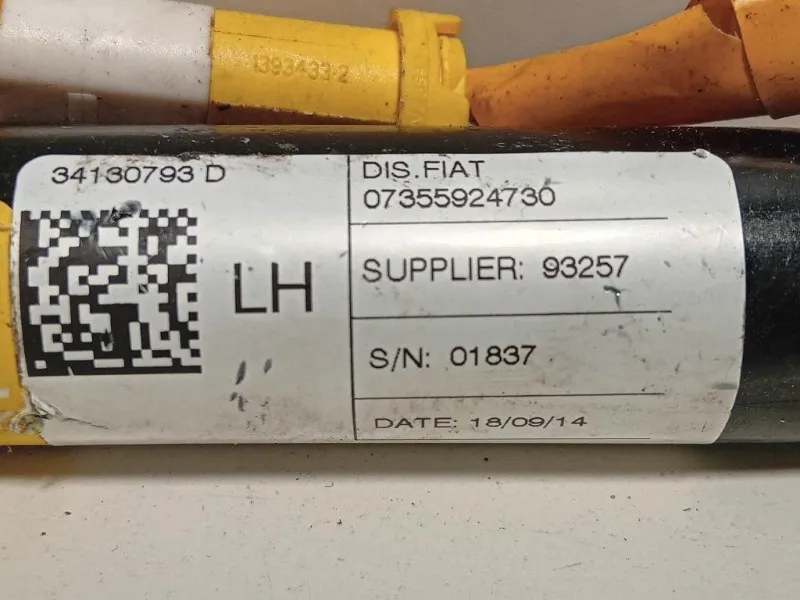 1393433-2
34130793 D
LH
DIS.FIAT
07355924730
SUPPLIER: 93257
S/N: 01837
DATE: 18/09/14